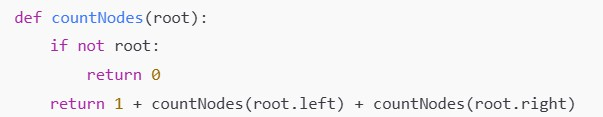 def countNodes(root):
    if not root:
        return 0
    return 1 + countNodes(root.left) + countNodes(root.right)